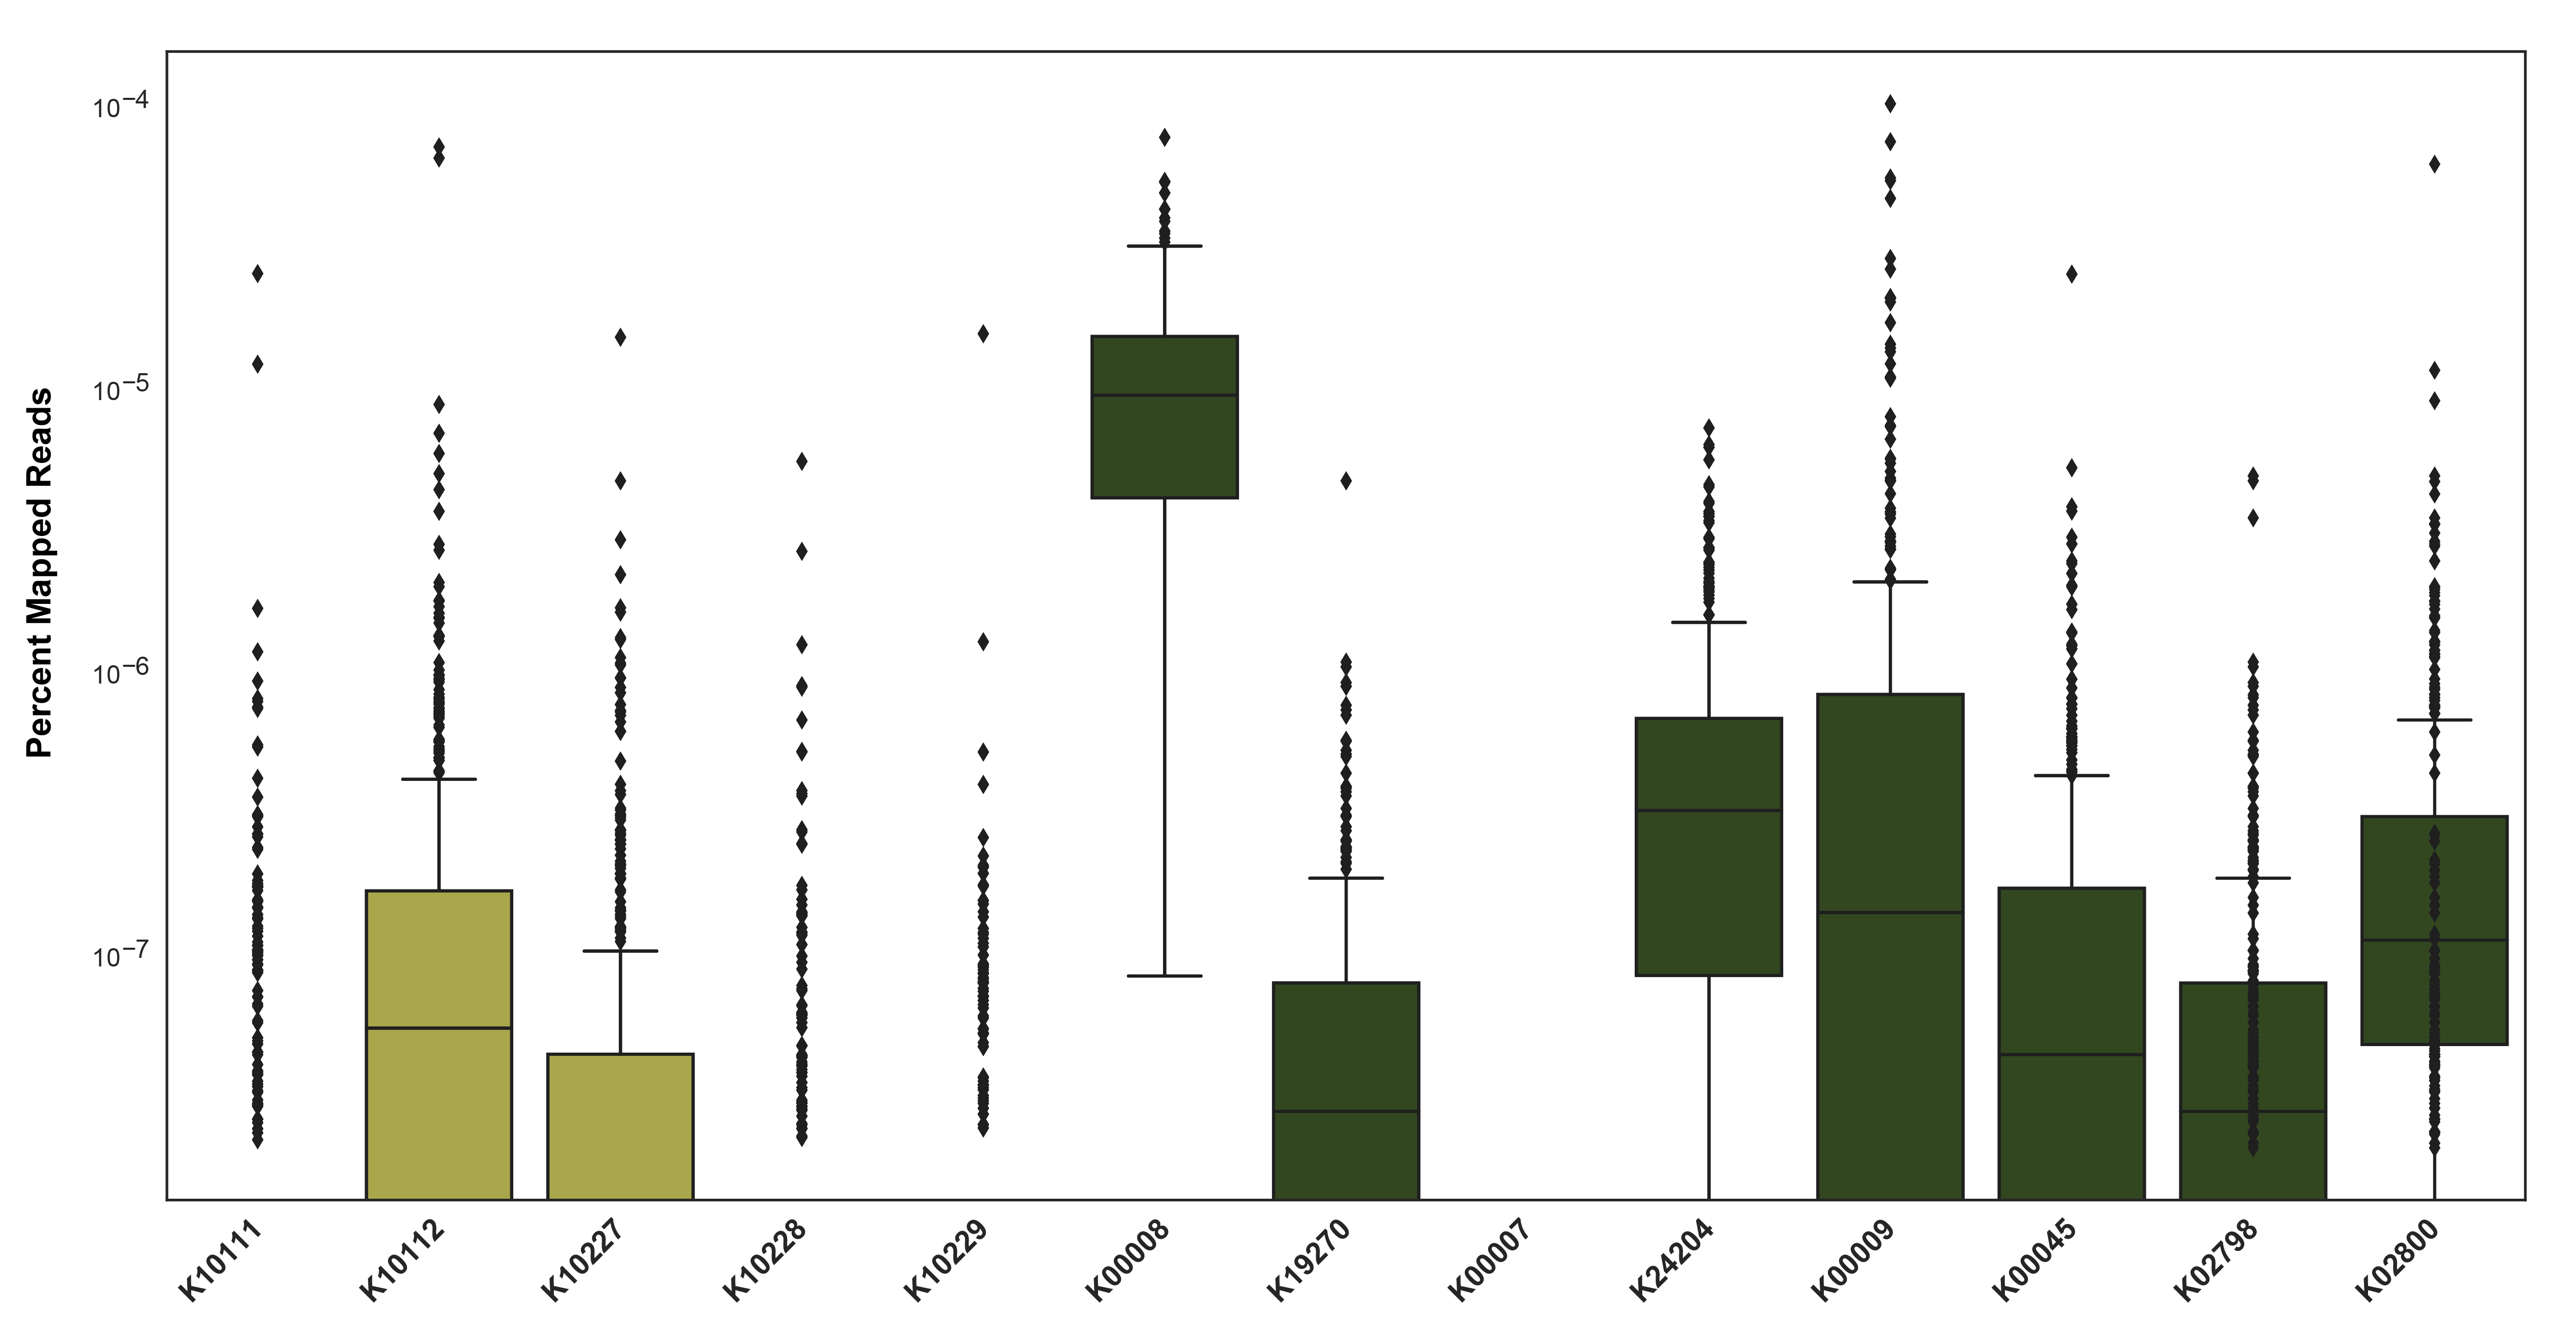 Percent Mapped Reads
10⁻⁴
10⁻⁵
10⁻⁶
10⁻⁷
K10111
K10112
K10227
K10228
K10229
K00008
K19270
K00007
K24204
K00009
K00045
K02798
K02800